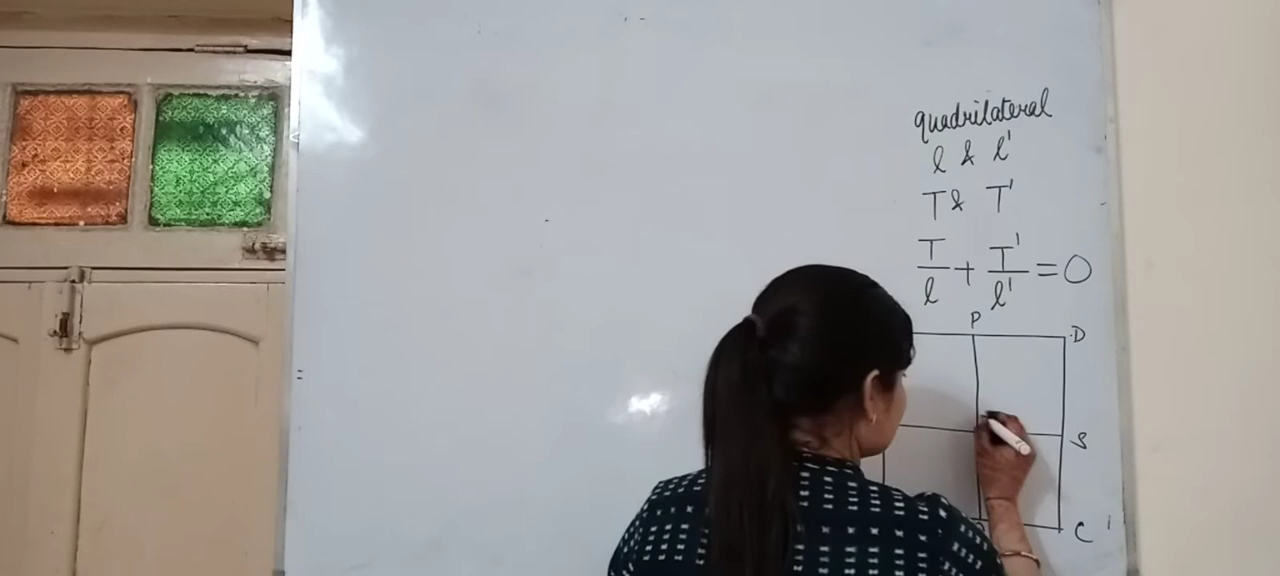 quadrilateral
l & l'
T & T'
T/l + T'/l' = 0
P
D
S
C